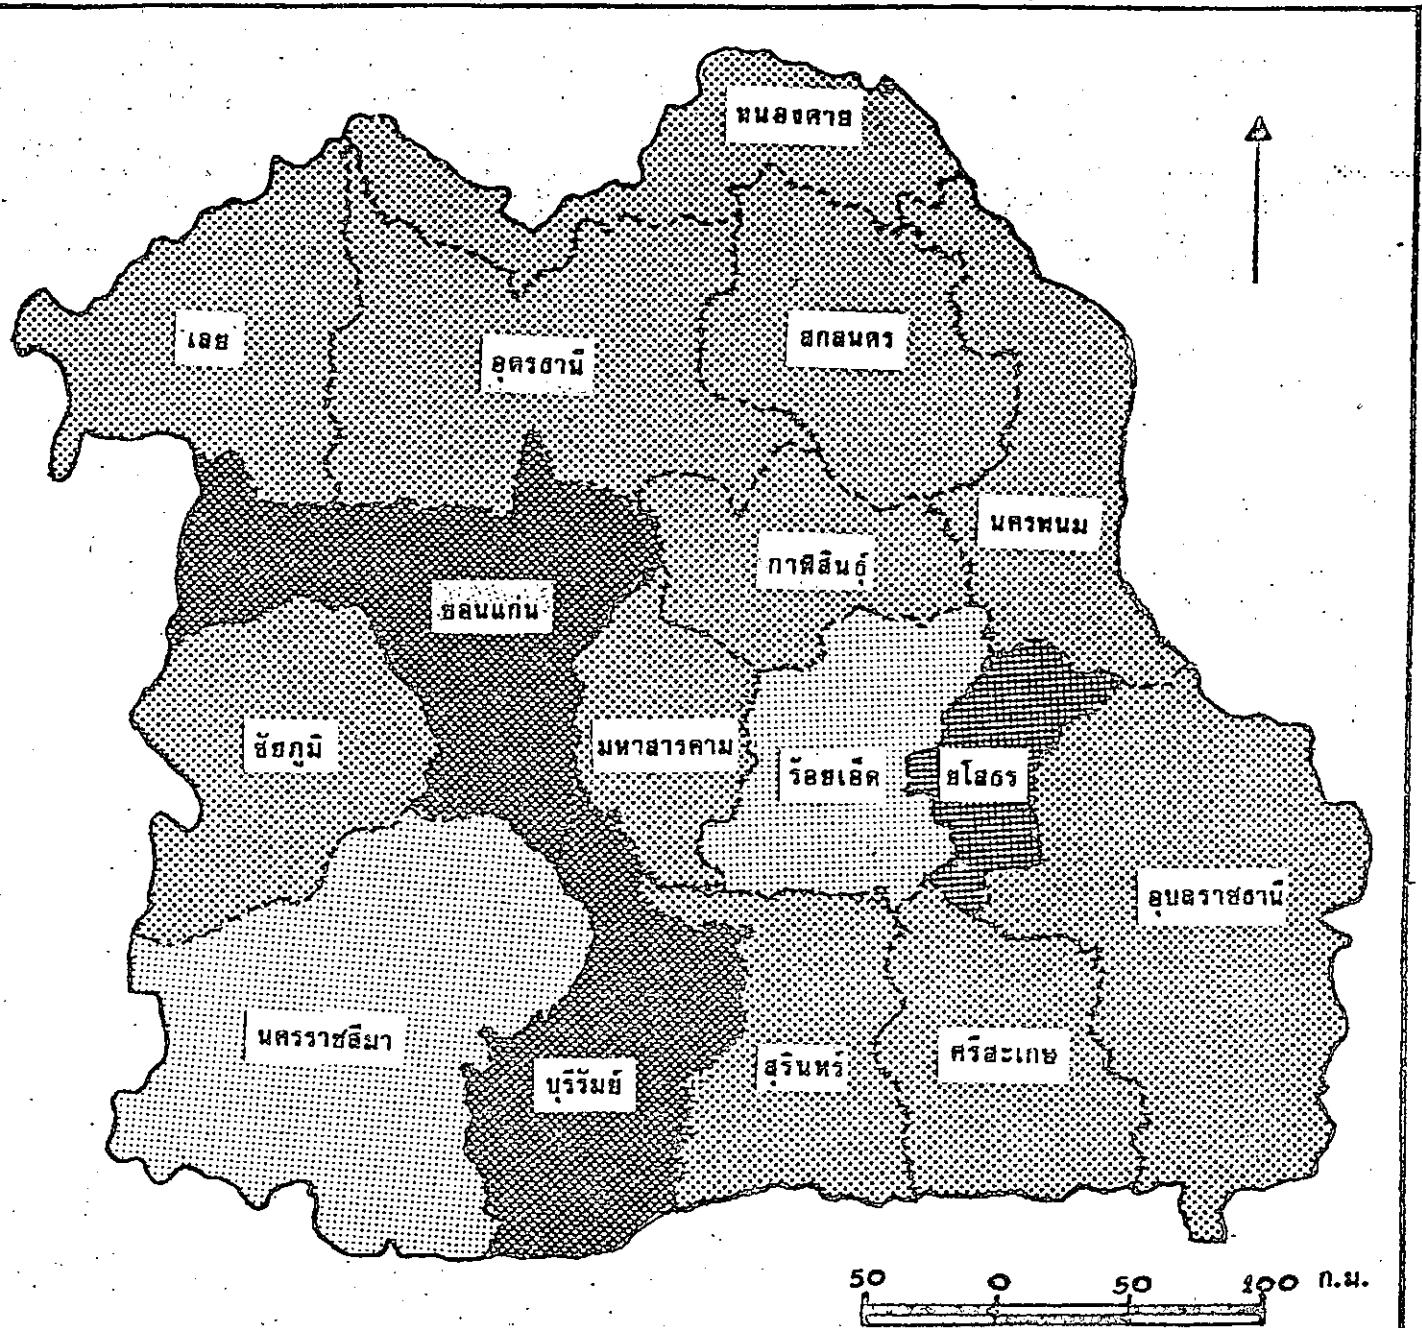 หนองคาย
เลย
อุดรธานี
สกลนคร
นครพนม
กาฬสินธุ์
ขอนแก่น
ชัยภูมิ
มหาสารคาม
ร้อยเอ็ด
ยโสธร
อุบลราชธานี
นครราชสีมา
บุรีรัมย์
สุรินทร์
ศรีสะเกษ
50 0 50 100 ก.ม.